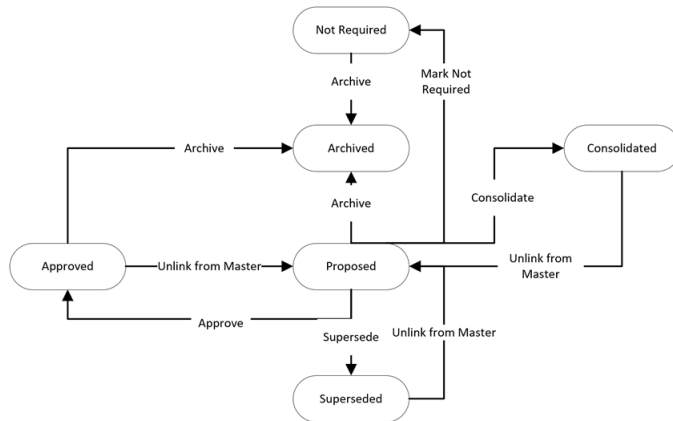 Not Required
Mark Not
Required
Archive
Archive
Archived
Consolidated
Archive
Consolidate
Approved
Unlink from Master
Proposed
Unlink from
Master
Approve
Supersede
Unlink from Master
Superseded